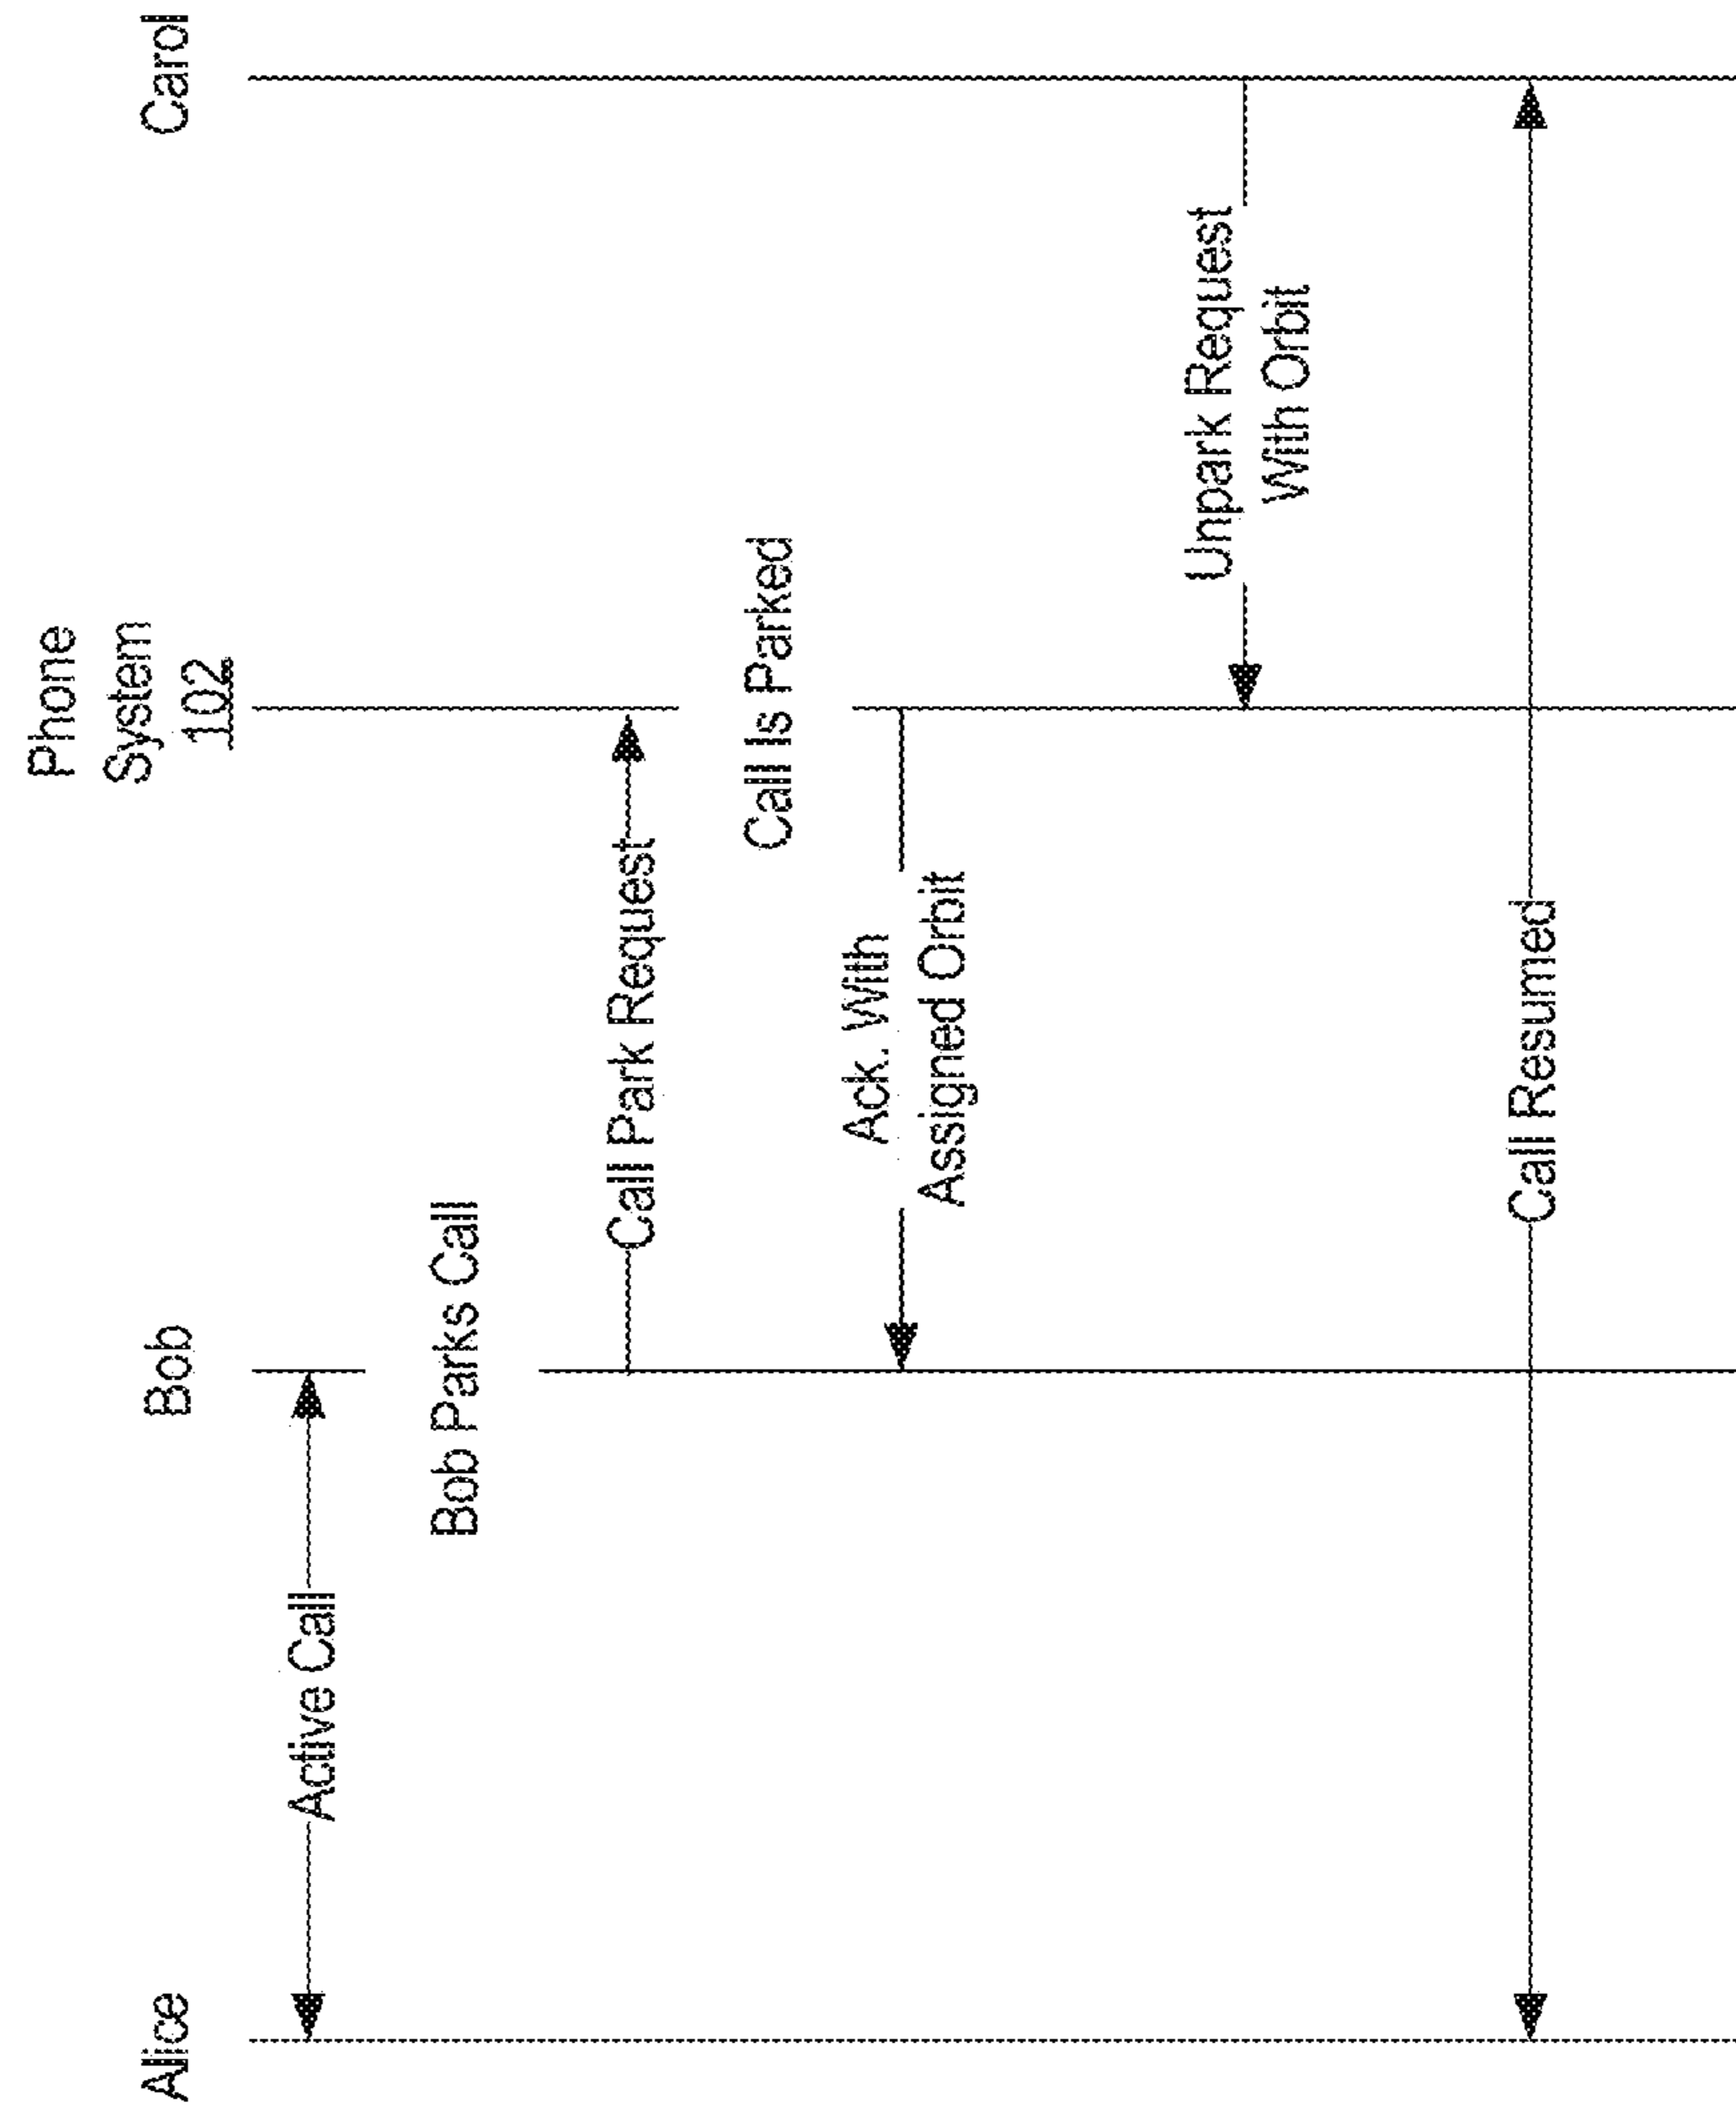 Alice
Bob
Phone
System
102
Carol
Active Call
Bob Parks Call
Call Park Request
Call Is Parked
Ack. With
Assigned Orbit
Unpark Request
With Orbit
Call Resumed